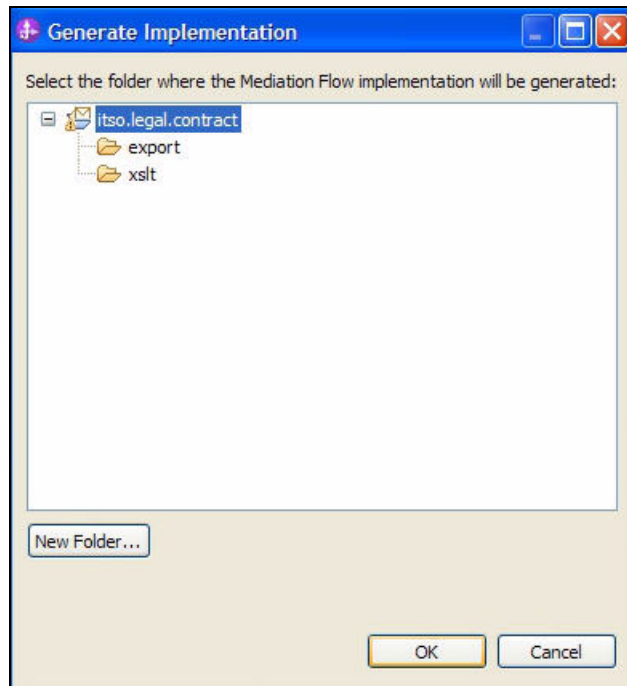 Generate Implementation
Select the folder where the Mediation Flow implementation will be generated:
itso.legal.contract
export
xslt
New Folder...
OK
Cancel